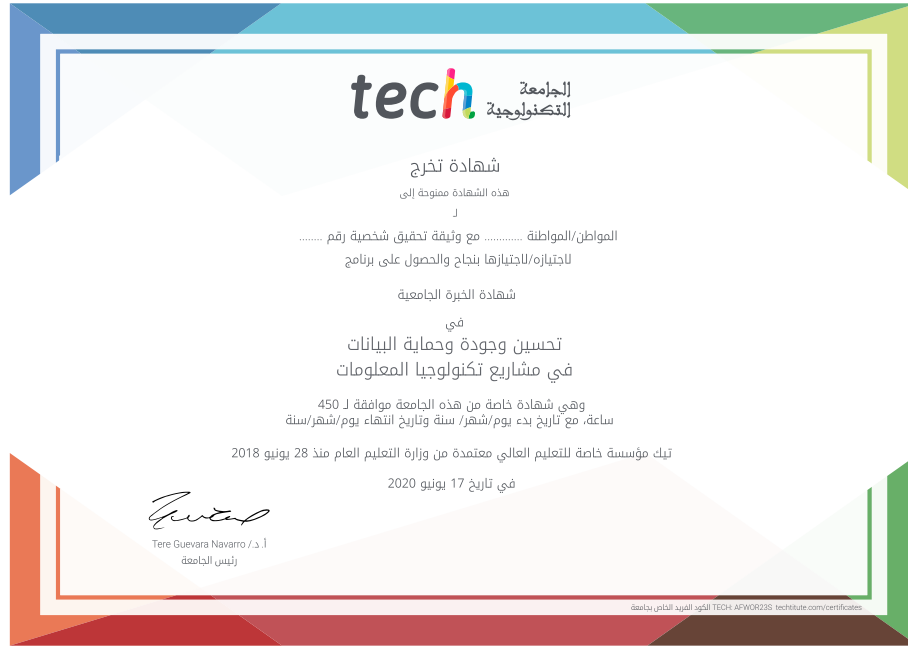 tech الجامعة
التكنولوجية
شهادة تخرج
هذه الشهادة ممنوحة إلى
لـ
المواطن/المواطنة ............. مع وثيقة تحقيق شخصية رقم ........
لاجتيازه/لاجتيازها بنجاح والحصول على برنامج
شهادة الخبرة الجامعية
في
تحسين وجودة وحماية البيانات
في مشاريع تكنولوجيا المعلومات
وهي شهادة خاصة من هذه الجامعة موافقة لـ 450
ساعة، مع تاريخ بدء يوم/شهر/ سنة وتاريخ انتهاء يوم/شهر/سنة
تيك مؤسسة خاصة للتعليم العالي معتمدة من وزارة التعليم العام منذ 28 يونيو 2018
في تاريخ 17 يونيو 2020
أ.د./ Tere Guevara Navarro
رئيس الجامعة
الكود الفريد الخاص بجامعة TECH: AFWOR23S techtitute.com/certificates